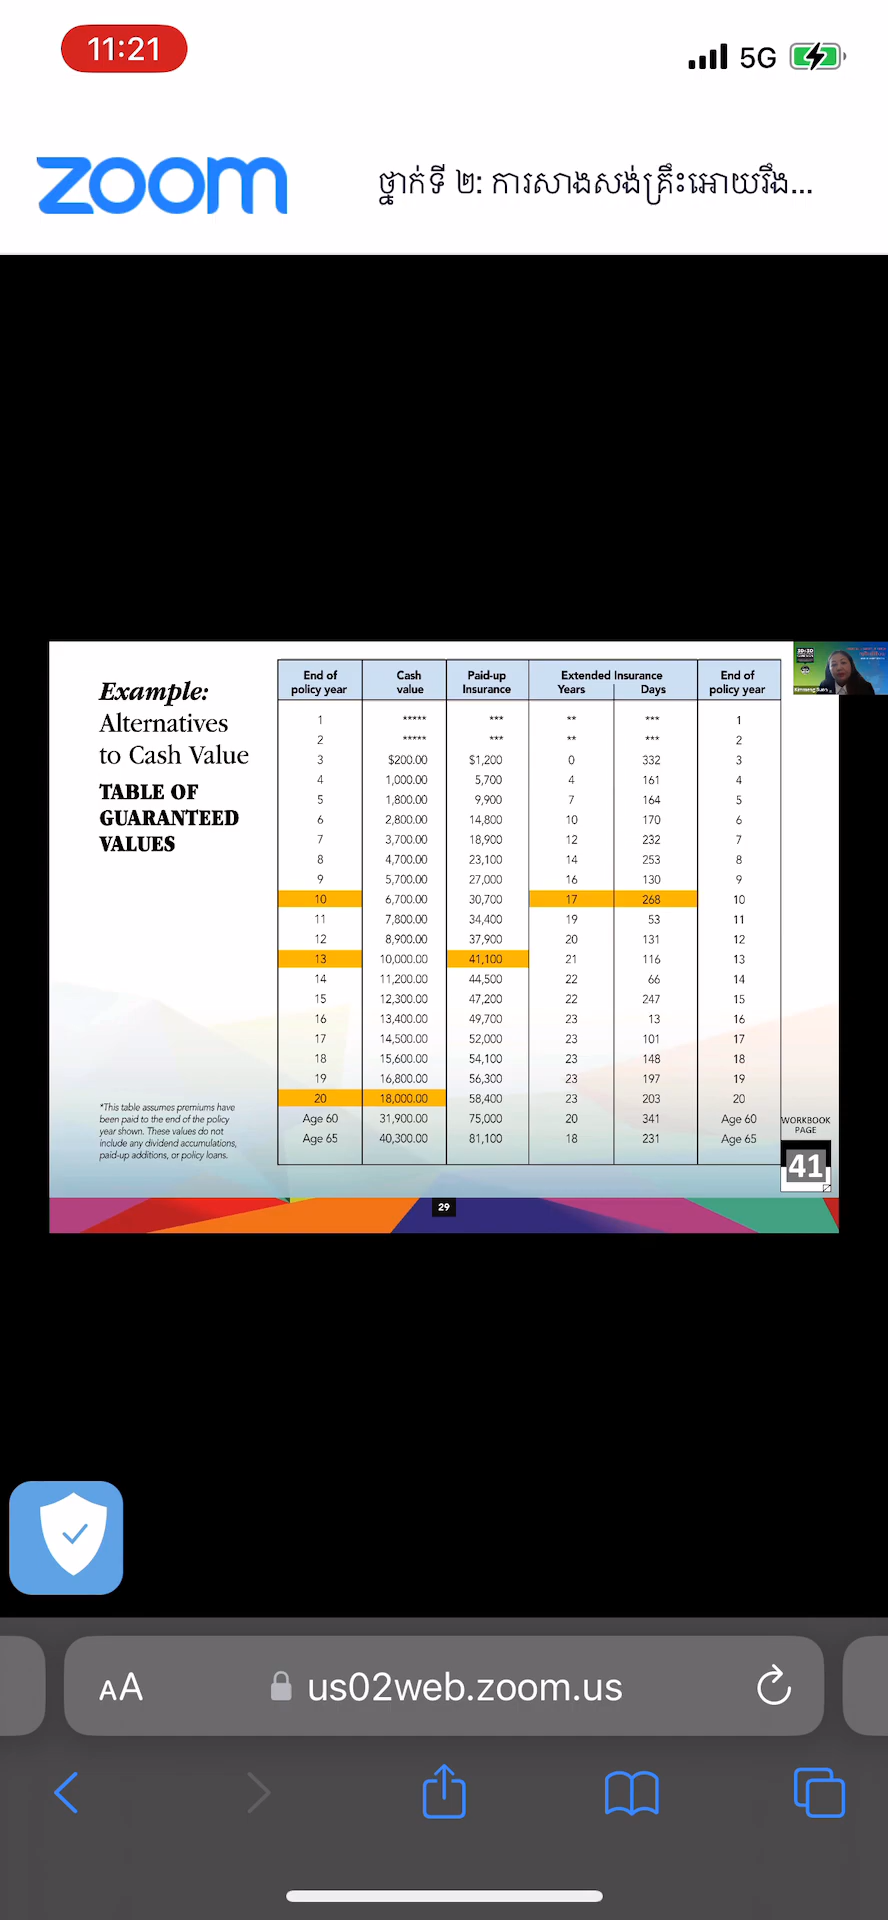 11:21
5G
zoom
ថ្នាក់ទី ២: ការសាងសង់គ្រឹះអោយរឹង...
Example:
Alternatives
to Cash Value
TABLE OF
GUARANTEED
VALUES
End of policy year Cash value Paid-up Insurance Extended Insurance Years Days End of policy year
1 ***** *** ** *** 1
2 ***** *** ** *** 2
3 $200.00 $1,200 0 332 3
4 1,000.00 5,700 4 161 4
5 1,800.00 9,900 7 164 5
6 2,800.00 14,800 10 170 6
7 3,700.00 18,900 12 232 7
8 4,700.00 23,100 14 253 8
9 5,700.00 27,000 16 130 9
10 6,700.00 30,700 17 268 10
11 7,800.00 34,400 19 53 11
12 8,900.00 37,900 20 131 12
13 10,000.00 41,100 21 116 13
14 11,200.00 44,500 22 66 14
15 12,300.00 47,200 22 247 15
16 13,400.00 49,700 23 13 16
17 14,500.00 52,000 23 101 17
18 15,600.00 54,100 23 148 18
19 16,800.00 56,300 23 197 19
20 18,000.00 58,400 23 203 20
Age 60 31,900.00 75,000 20 341 Age 60
Age 65 40,300.00 81,100 18 231 Age 65
*This table assumes premiums have
been paid to the end of the policy
year shown. These values do not
include any dividend accumulations,
paid-up additions, or policy loans.
WORKBOOK
PAGE
41
29
AA
us02web.zoom.us